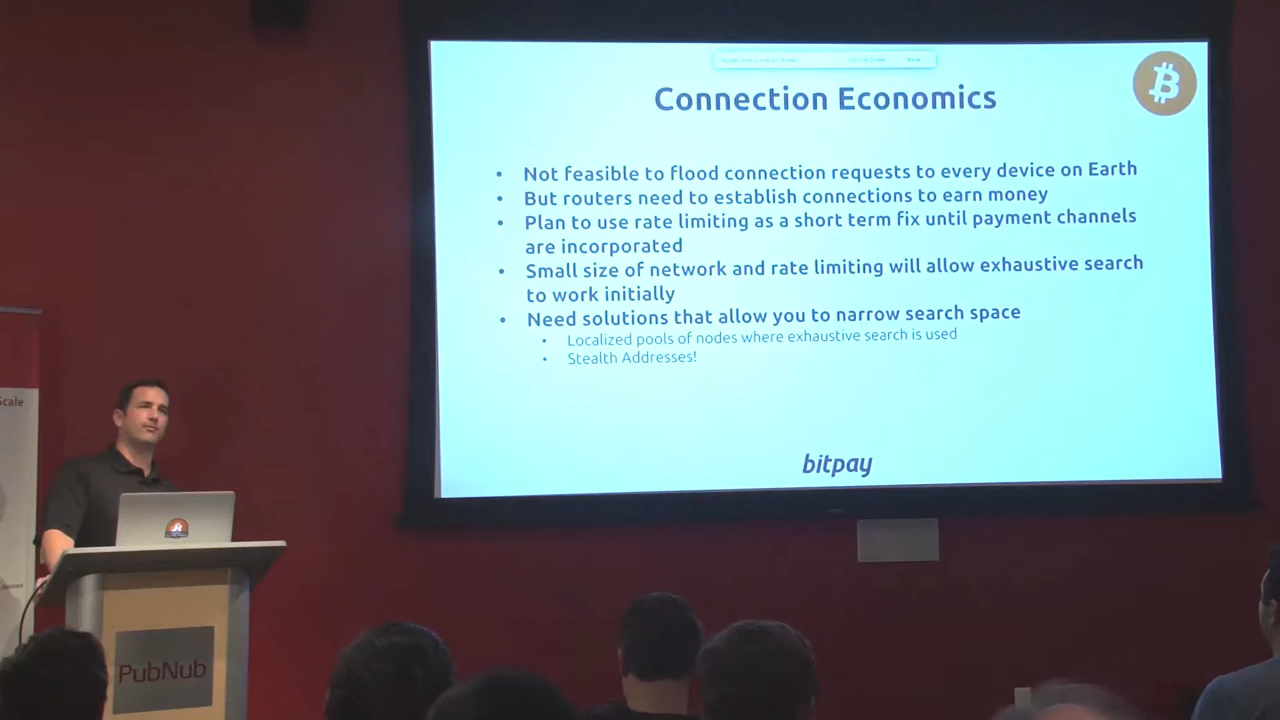 Connection Economics
• Not feasible to flood connection requests to every device on Earth
• But routers need to establish connections to earn money
• Plan to use rate limiting as a short term fix until payment channels
are incorporated
• Small size of network and rate limiting will allow exhaustive search
to work initially
• Need solutions that allow you to narrow search space
• Localized pools of nodes where exhaustive search is used
• Stealth Addresses!
bitpay
Scale
PubNub